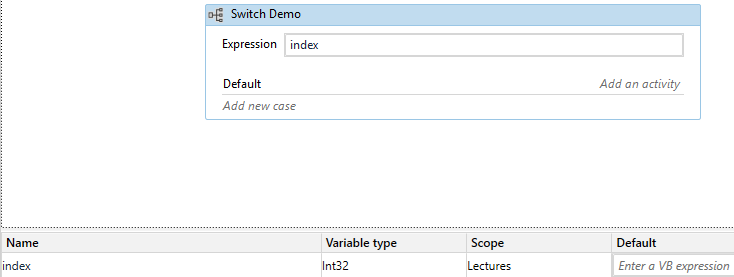 Switch Demo
Expression index
Default Add an activity
Add new case
Name Variable type Scope Default
index Int32 Lectures Enter a VB expression